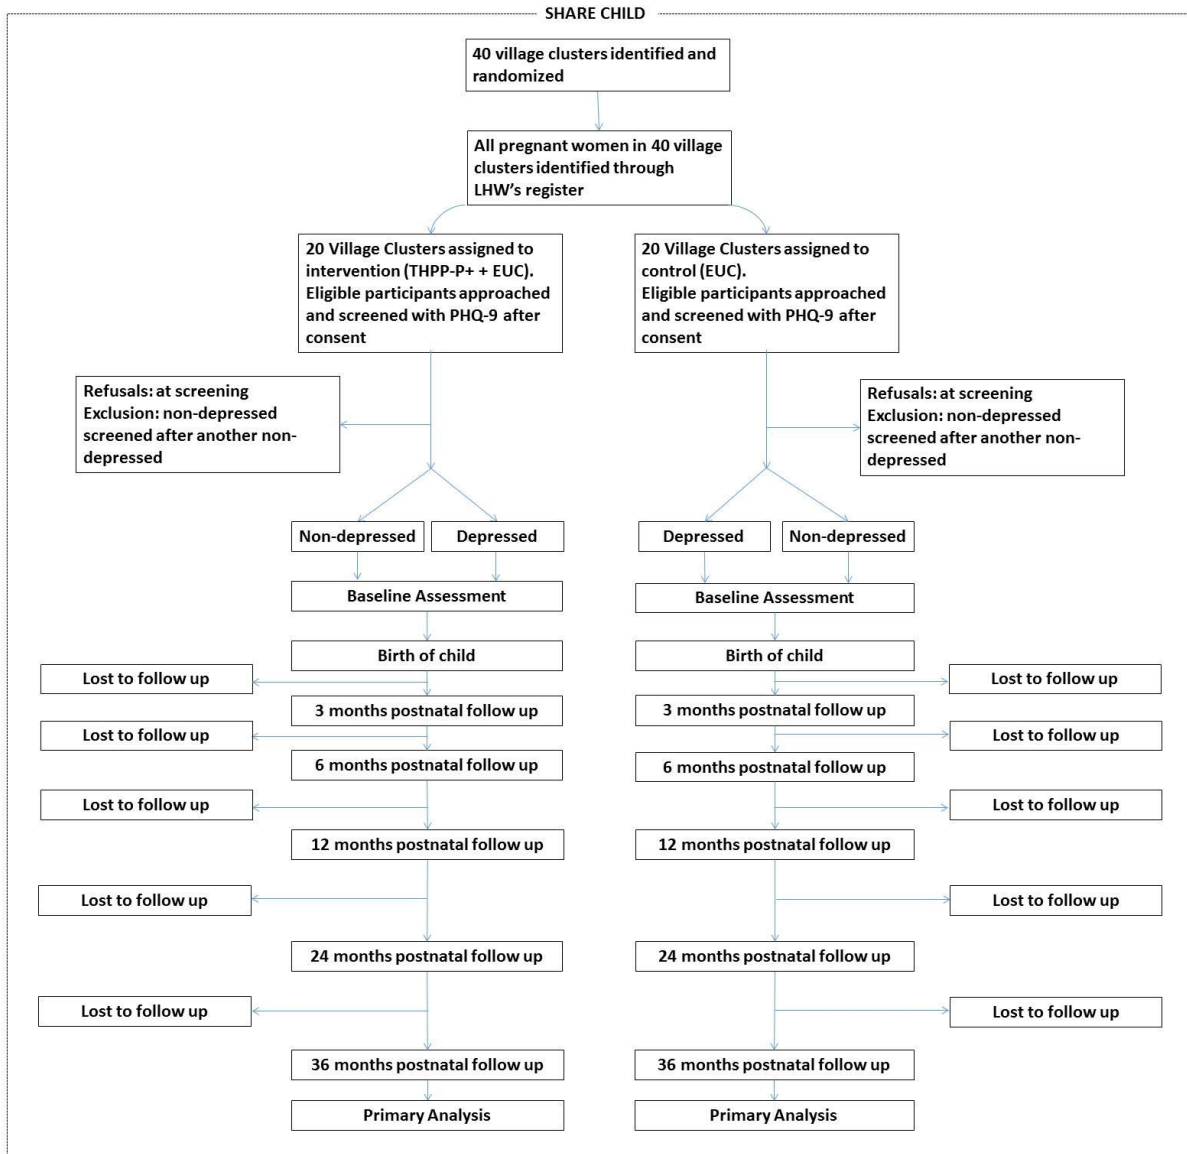 SHARE CHILD
40 village clusters identified and
randomized
All pregnant women in 40 village
clusters identified through
LHW's register
20 Village Clusters assigned to
intervention (THPP-P+ + EUC).
Eligible participants approached
and screened with PHQ-9 after
consent
20 Village Clusters assigned to
control (EUC).
Eligible participants approached
and screened with PHQ-9 after
consent
Refusals: at screening
Exclusion: non-depressed
screened after another non-
depressed
Refusals: at screening
Exclusion: non-depressed
screened after another non-
depressed
Non-depressed
Depressed
Depressed
Non-depressed
Baseline Assessment
Baseline Assessment
Birth of child
Birth of child
Lost to follow up
Lost to follow up
3 months postnatal follow up
3 months postnatal follow up
Lost to follow up
Lost to follow up
6 months postnatal follow up
6 months postnatal follow up
Lost to follow up
Lost to follow up
12 months postnatal follow up
12 months postnatal follow up
Lost to follow up
Lost to follow up
24 months postnatal follow up
24 months postnatal follow up
Lost to follow up
Lost to follow up
36 months postnatal follow up
36 months postnatal follow up
Primary Analysis
Primary Analysis